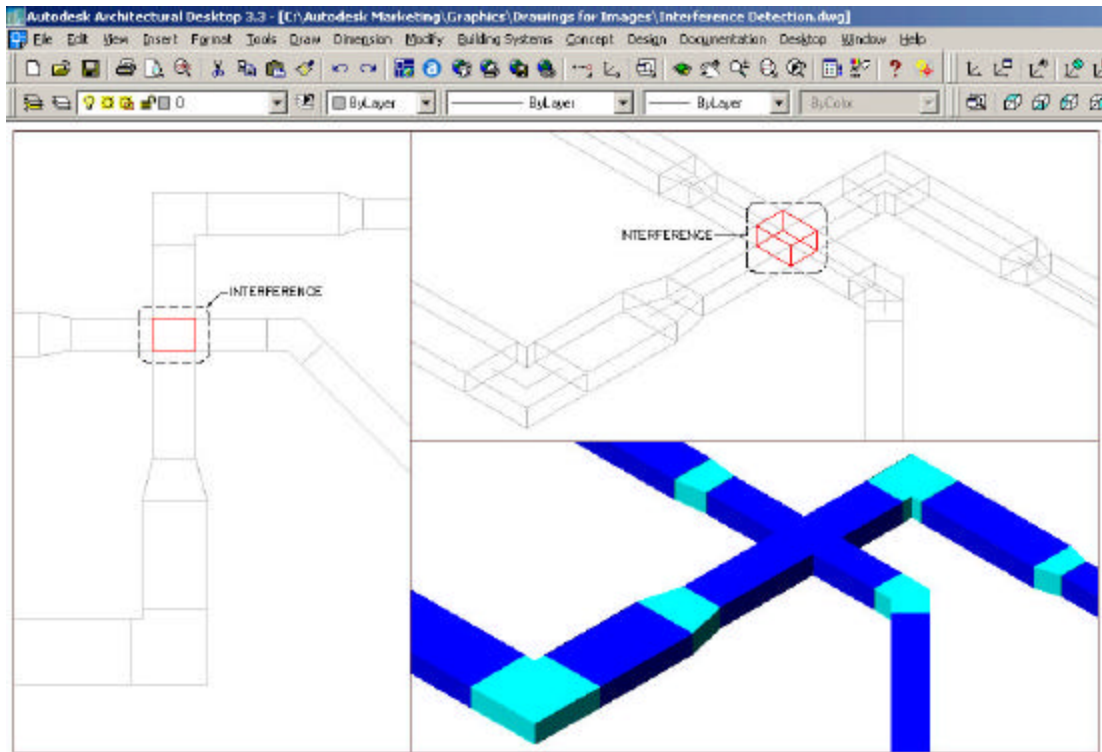 Autodesk Architectural Desktop 3.3 - [C:\Autodesk Marketing\Graphics\Drawings for Images\Interference Detection.dwg]
File Edit View Insert Format Tools Draw Dimension Modify Building Systems Concept Design Documentation Desktop Window Help
0 ByLayer ByLayer ByLayer ByColor
INTERFERENCE
INTERFERENCE